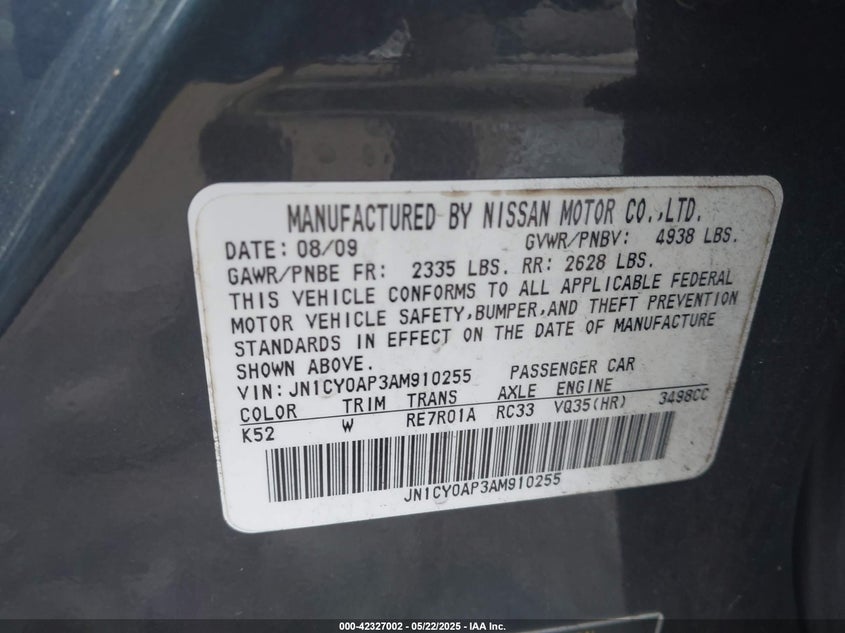 MANUFACTURED BY NISSAN MOTOR CO.,LTD.
DATE: 08/09 GVWR/PNBV: 4938 LBS.
GAWR/PNBE FR: 2335 LBS. RR: 2628 LBS.
THIS VEHICLE CONFORMS TO ALL APPLICABLE FEDERAL
MOTOR VEHICLE SAFETY,BUMPER,AND THEFT PREVENTION
STANDARDS IN EFFECT ON THE DATE OF MANUFACTURE
SHOWN ABOVE.
VIN:JN1CY0AP3AM910255 PASSENGER CAR
COLOR TRIM TRANS AXLE ENGINE
K52 W RE7R01A RC33 VQ35(HR) 3498CC
JN1CY0AP3AM910255
000-42327002 - 05/22/2025 - IAA Inc.